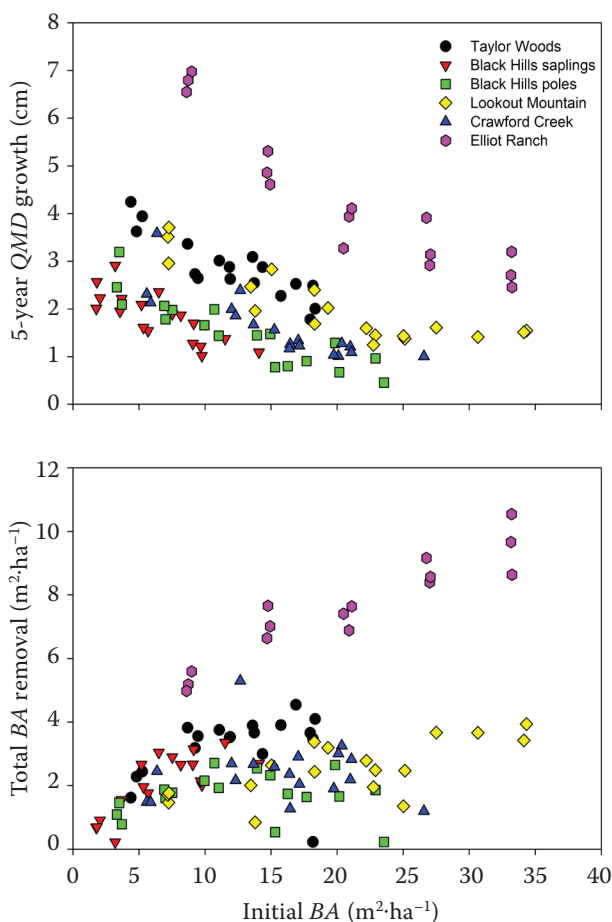 8
7
6
5
4
3
2
1
0
5-year QMD growth (cm)
Taylor Woods
Black Hills saplings
Black Hills poles
Lookout Mountain
Crawford Creek
Elliot Ranch
12
10
8
6
4
2
0
Total BA removal (m²·ha⁻¹)
0 5 10 15 20 25 30 35 40
Initial BA (m²·ha⁻¹)